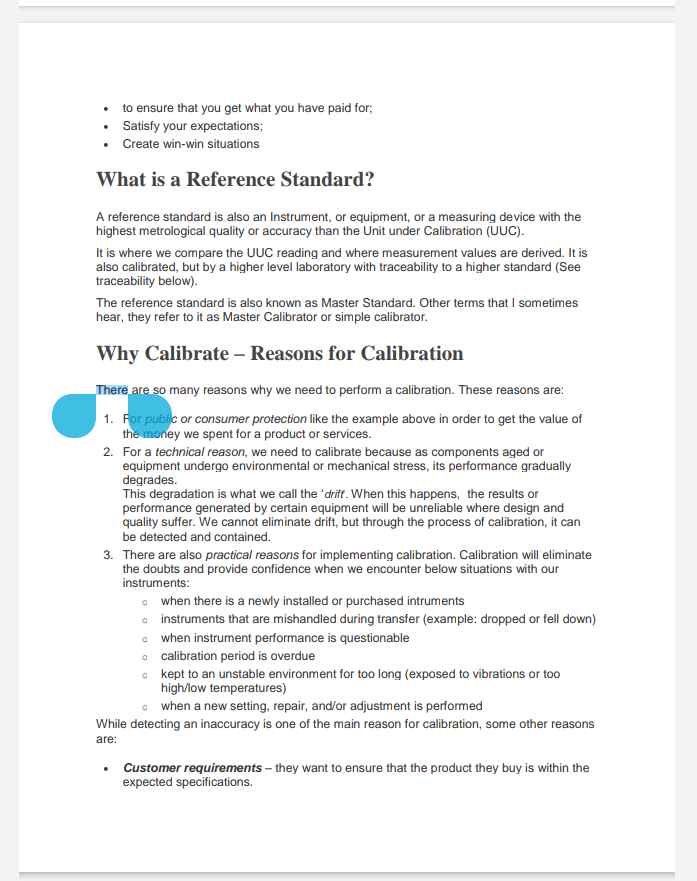 to ensure that you get what you have paid for;
Satisfy your expectations;
Create win-win situations
What is a Reference Standard?
A reference standard is also an Instrument, or equipment, or a measuring device with the
highest metrological quality or accuracy than the Unit under Calibration (UUC).
It is where we compare the UUC reading and where measurement values are derived. It is
also calibrated, but by a higher level laboratory with traceability to a higher standard (See
traceability below).
The reference standard is also known as Master Standard. Other terms that I sometimes
hear, they refer to it as Master Calibrator or simple calibrator.
Why Calibrate – Reasons for Calibration
There are so many reasons why we need to perform a calibration. These reasons are:
1. For public or consumer protection like the example above in order to get the value of
the money we spent for a product or services.
2. For a technical reason, we need to calibrate because as components aged or
equipment undergo environmental or mechanical stress, its performance gradually
degrades.
This degradation is what we call the 'drift'. When this happens, the results or
performance generated by certain equipment will be unreliable where design and
quality suffer. We cannot eliminate drift, but through the process of calibration, it can
be detected and contained.
3. There are also practical reasons for implementing calibration. Calibration will eliminate
the doubts and provide confidence when we encounter below situations with our
instruments:
when there is a newly installed or purchased intruments
instruments that are mishandled during transfer (example: dropped or fell down)
when instrument performance is questionable
calibration period is overdue
kept to an unstable environment for too long (exposed to vibrations or too
high/low temperatures)
when a new setting, repair, and/or adjustment is performed
While detecting an inaccuracy is one of the main reason for calibration, some other reasons
are:
Customer requirements – they want to ensure that the product they buy is within the
expected specifications.